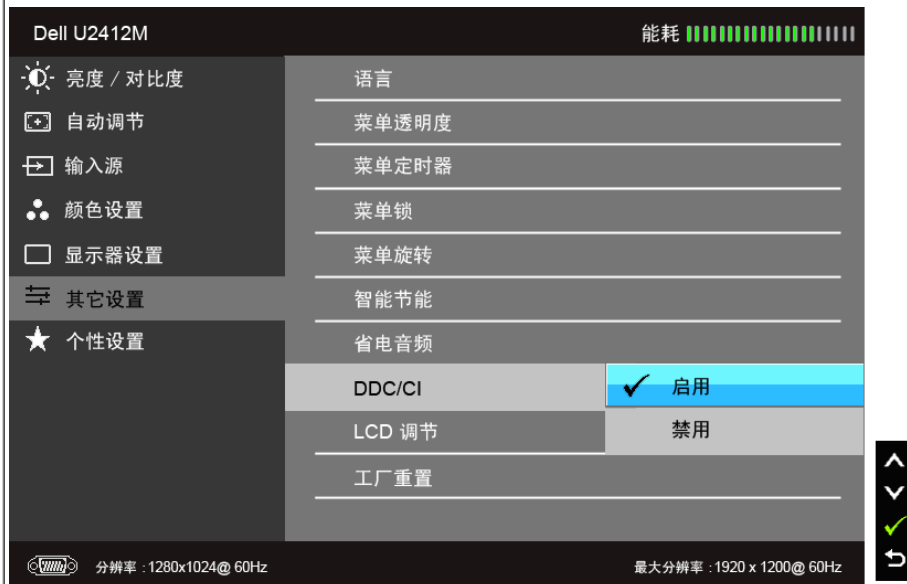 Dell U2412M
能耗
亮度 / 对比度
自动调节
输入源
颜色设置
显示器设置
其它设置
个性设置
语言
菜单透明度
菜单定时器
菜单锁
菜单旋转
智能节能
省电音频
DDC/CI
启用
禁用
LCD 调节
工厂重置
分辨率 : 1280x1024@ 60Hz
最大分辨率 : 1920 x 1200@ 60Hz